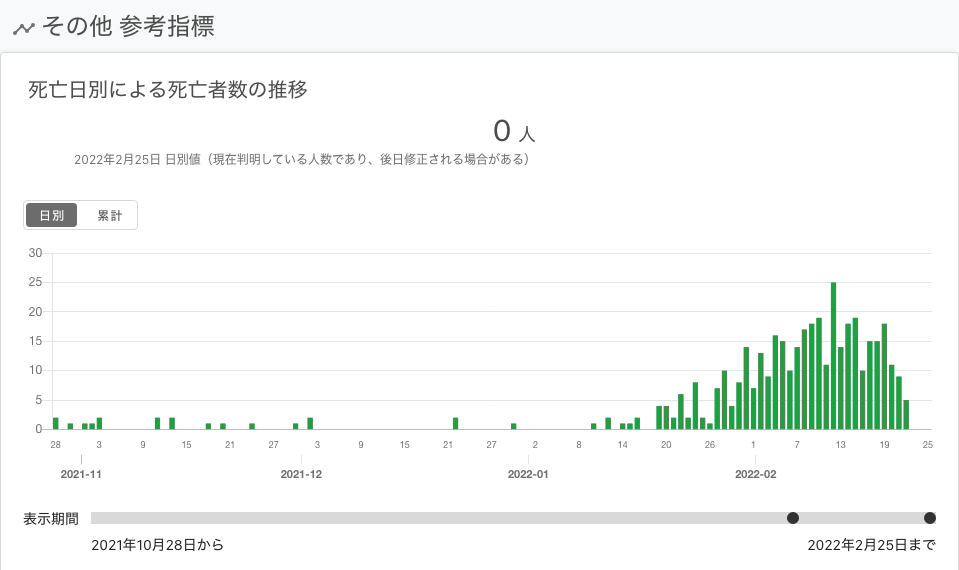 その他 参考指標
死亡日別による死亡者数の推移
0 人
2022年2月25日 日別値（現在判明している人数であり、後日修正される場合がある）
日別 累計
30
25
20
15
10
5
0
28 3 9 15 21 27 3 9 15 21 27 2 8 14 20 26 1 7 13 19 25
2021-11 2021-12 2022-01 2022-02
表示期間
2021年10月28日から 2022年2月25日まで